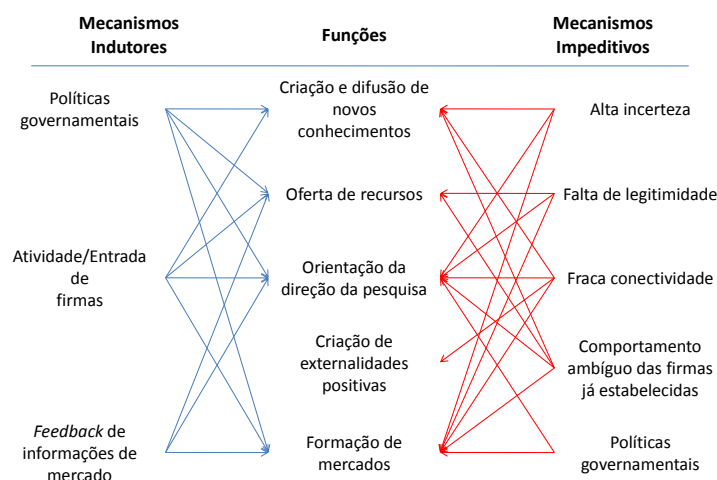 Mecanismos
Indutores
Funções
Mecanismos
Impeditivos
Políticas
governamentais
Criação e difusão de
novos
conhecimentos
Alta incerteza
Oferta de recursos
Falta de legitimidade
Atividade/Entrada
de
firmas
Orientação da
direção da pesquisa
Fraca conectividade
Criação de
externalidades
positivas
Comportamento
ambíguo das firmas
já estabelecidas
Feedback de
informações de
mercado
Formação de
mercados
Políticas
governamentais